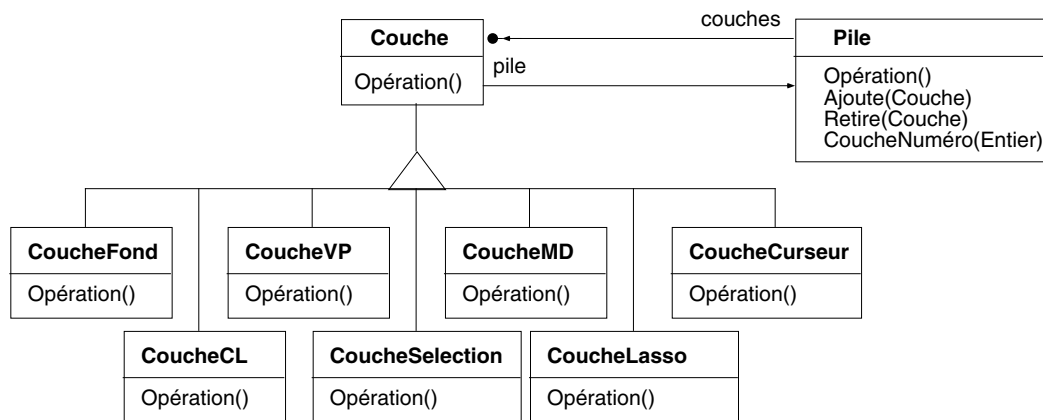 couches
Couche
Pile
pile
Opération()
Opération()
Ajoute(Couche)
Retire(Couche)
CoucheNuméro(Entier)
CoucheFond
CoucheVP
CoucheMD
CoucheCurseur
Opération()
Opération()
Opération()
Opération()
CoucheCL
CoucheSelection
CoucheLasso
Opération()
Opération()
Opération()